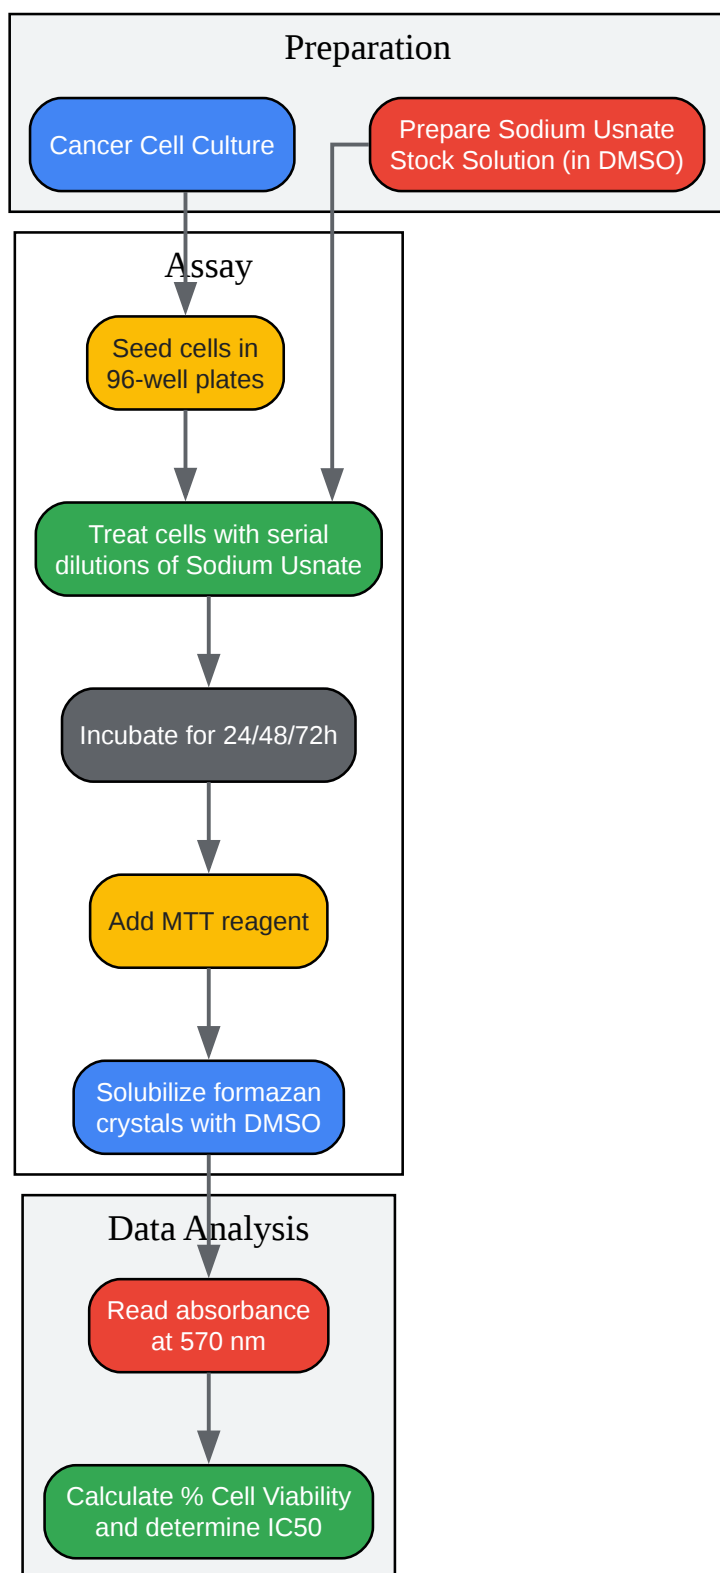 Preparation
Cancer Cell Culture
Prepare Sodium Usnate
Stock Solution (in DMSO)
Assay
Seed cells in
96-well plates
Treat cells with serial
dilutions of Sodium Usnate
Incubate for 24/48/72h
Add MTT reagent
Solubilize formazan
crystals with DMSO
Data Analysis
Read absorbance
at 570 nm
Calculate % Cell Viability
and determine IC50